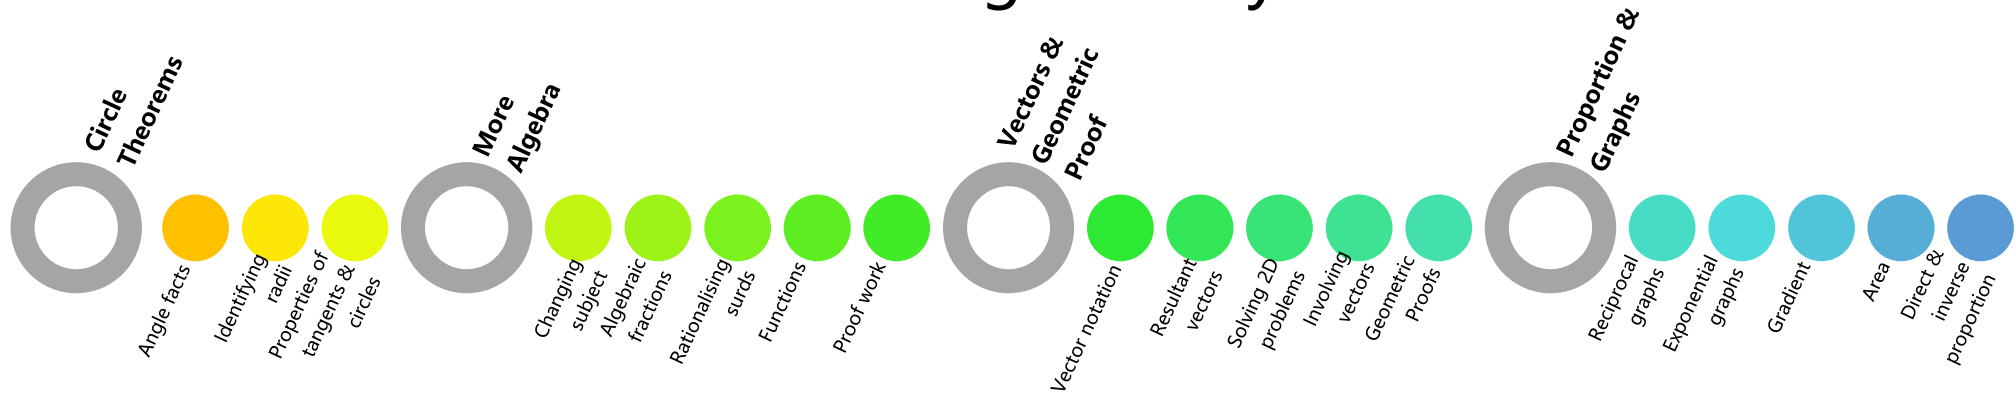 Circle
Theorems
Angle facts
Identifying
radii
Properties of
tangents &
circles
More
Algebra
Changing
subject
Algebraic
fractions
Rationalising
surds
Functions
Proof work
Vectors &
Geometric
Proof
Vector notation
Resultant
vectors
Solving 2D
problems
Involving
vectors
Geometric
Proofs
Proportion &
Graphs
Reciprocal
graphs
Exponential
graphs
Gradient
Area
Direct &
inverse
proportion